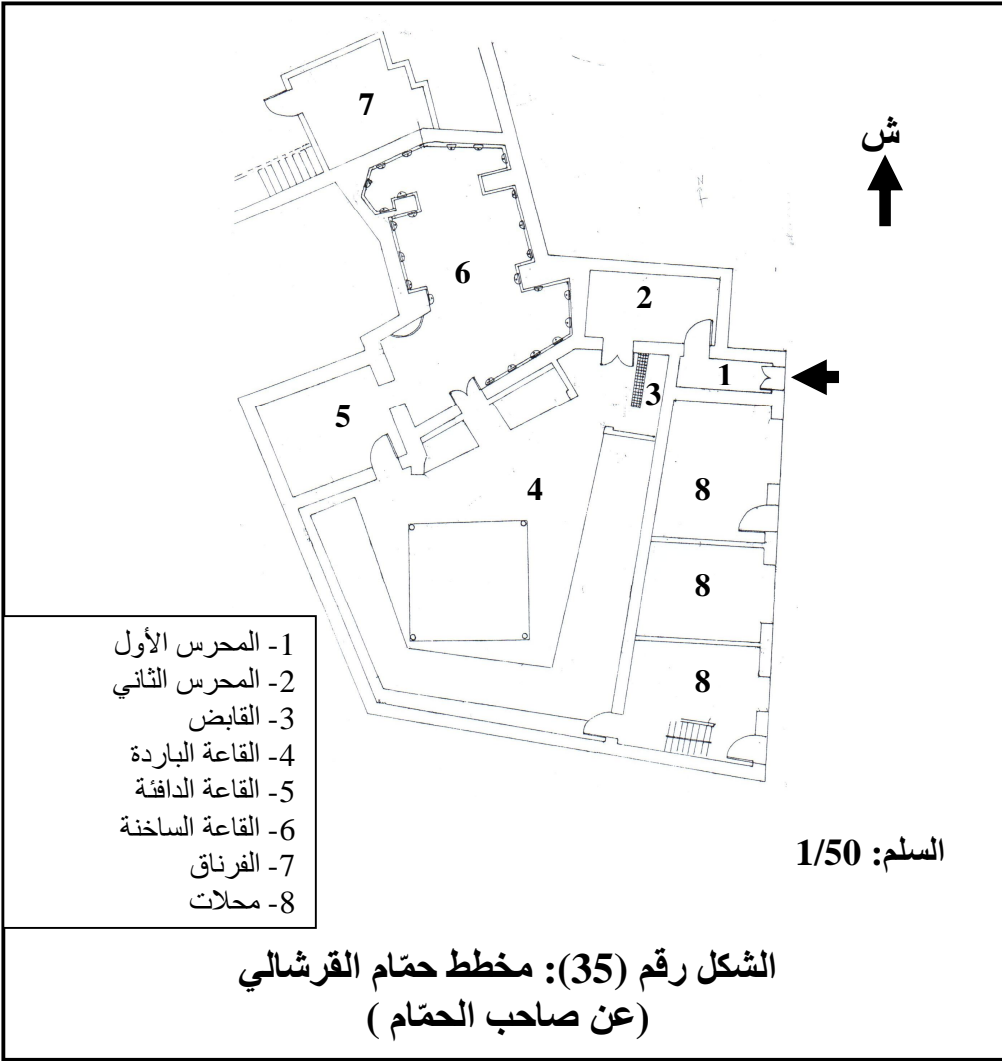 7
ش
6
2
1
3
5
4
8
8
8
1- المحرس الأول
2- المحرس الثاني
3- القابض
4- القاعة الباردة
5- القاعة الدافئة
6- القاعة الساخنة
7- الفرناق
8- محلات
السلم: 1/50
الشكل رقم (35): مخطط حمّام القرشالي
(عن صاحب الحمّام )